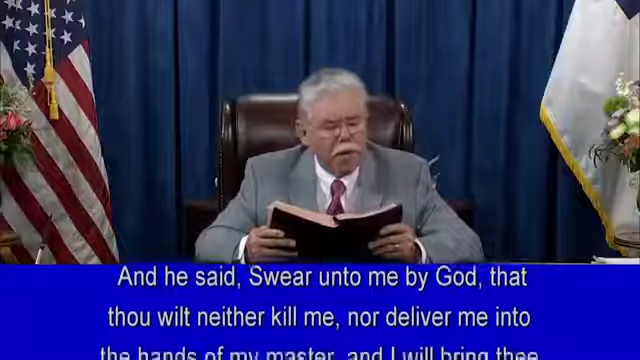 And he said, Swear unto me by God, that
thou wilt neither kill me, nor deliver me into
the hands of my master, and I will bring thee